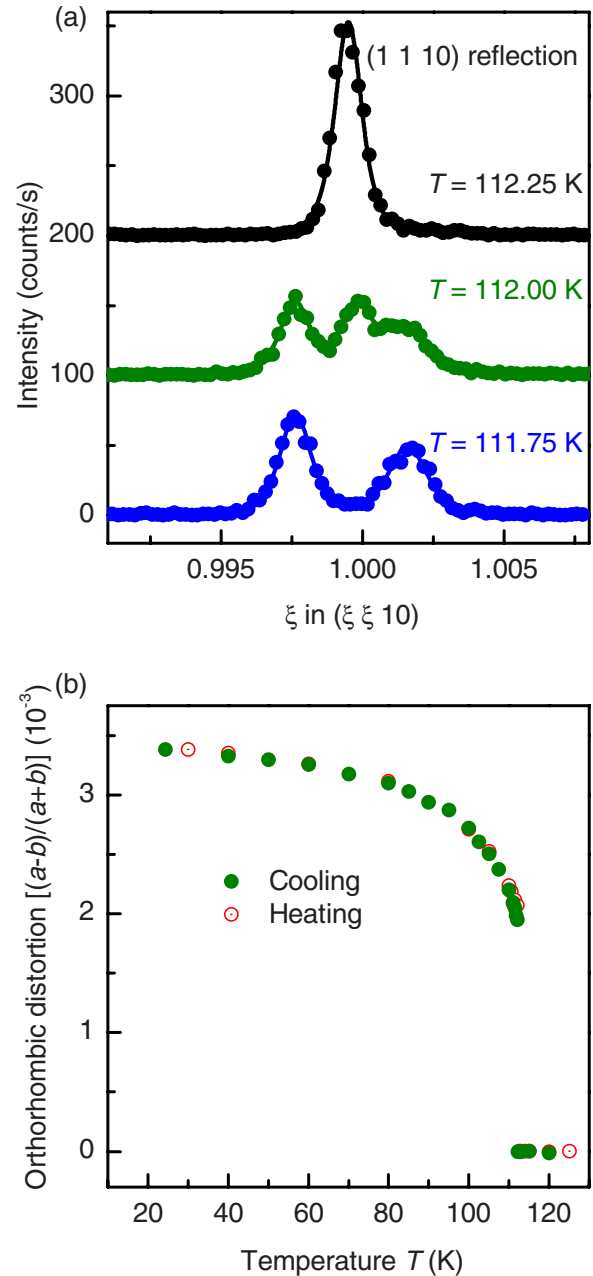 (a)
(1 1 10) reflection
300
T = 112.25 K
200
T = 112.00 K
100
T = 111.75 K
0
Intensity (counts/s)
0.995 1.000 1.005
ξ in (ξ ξ 10)
(b)
Orthorhombic distortion [(a-b)/(a+b)] (10⁻³)
3
2
1
0
Cooling
Heating
20 40 60 80 100 120
Temperature T (K)